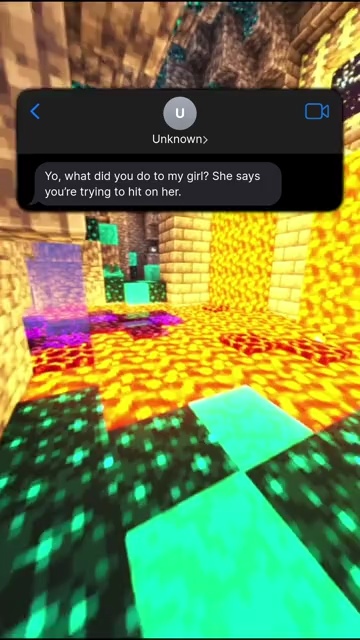 U
Unknown>
Yo, what did you do to my girl? She says
you're trying to hit on her.